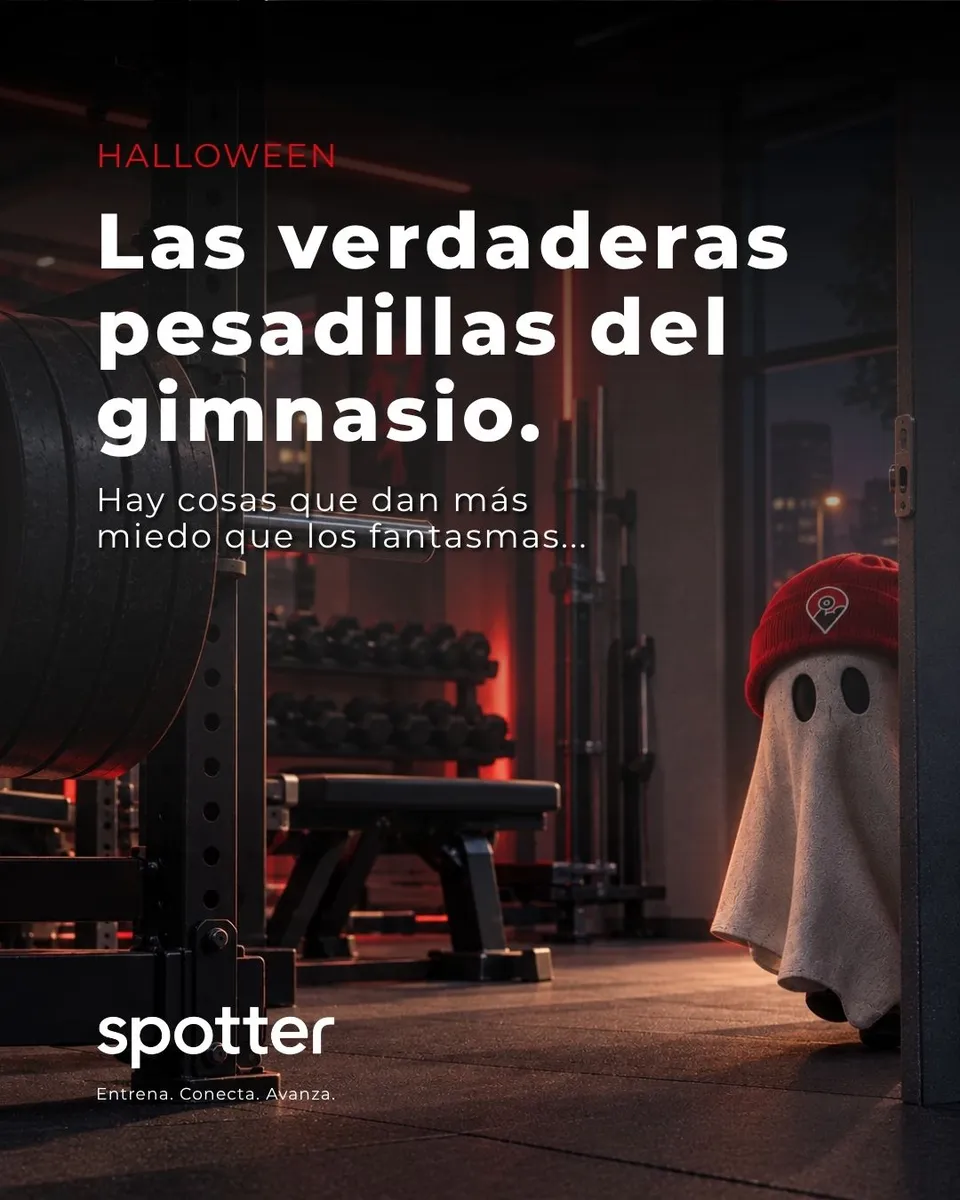 HALLOWEEN
Las verdaderas
pesadillas del
gimnasio.
Hay cosas que dan más
miedo que los fantasmas...
spotter
Entrena. Conecta. Avanza.